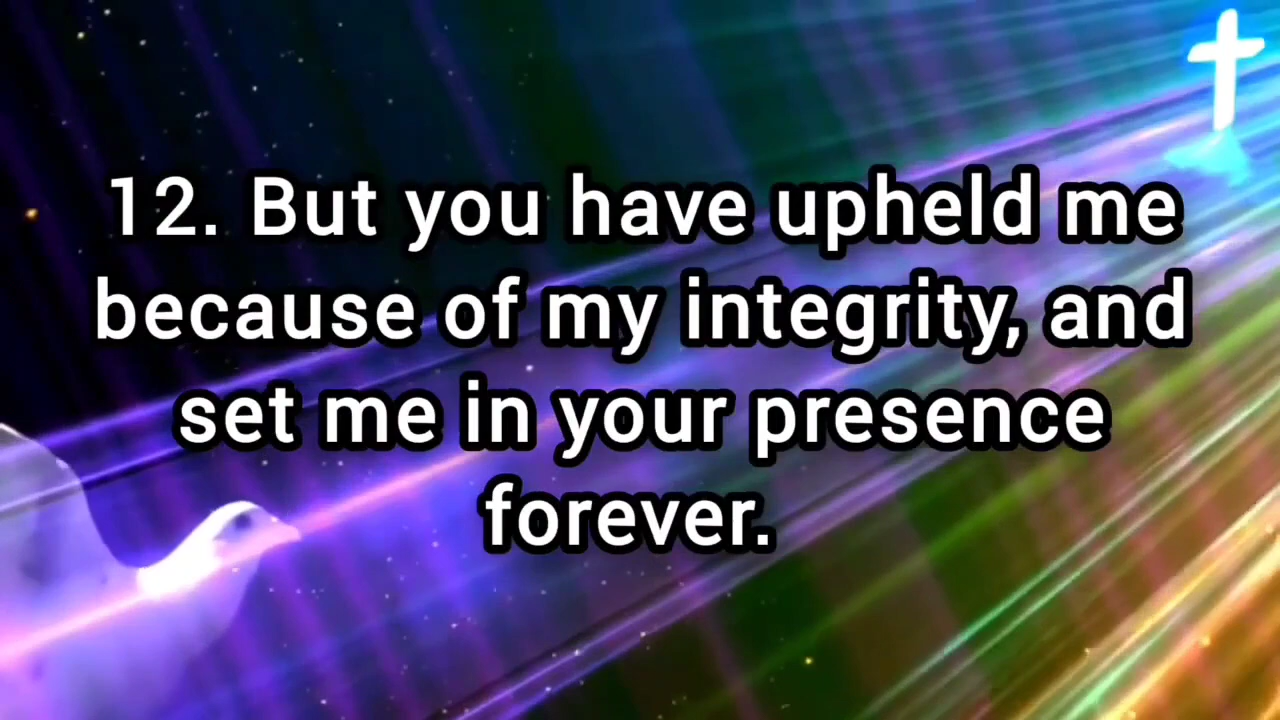 12. But you have upheld me
because of my integrity, and
set me in your presence
forever.